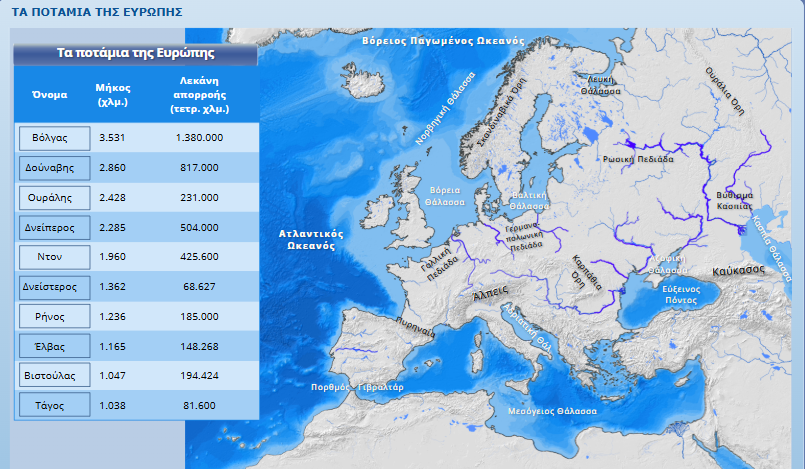 ΤΑ ΠΟΤΑΜΙΑ ΤΗΣ ΕΥΡΩΠΗΣ
Τα ποτάμια της Ευρώπης
Όνομα Μήκος (χλμ.) Λεκάνη απορροής (τετρ. χλμ.)
Βόλγας 3.531 1.380.000
Δούναβης 2.860 817.000
Ουράλης 2.428 231.000
Δνείπερος 2.285 504.000
Ντον 1.960 425.600
Δνείστερος 1.362 68.627
Ρήνος 1.236 185.000
Έλβας 1.165 148.268
Βιστούλας 1.047 194.424
Τάγος 1.038 81.600
Βόρειος Παγωμένος Ωκεανός
Νορβηγική Θάλασσα
Σκανδιναβικά Όρη
Λευκή
Θάλασσα
Ουράλια Όρη
Ρωσική Πεδιάδα
Βόρεια
Θάλασσα
Βαλτική
Θάλασσα
Βύθισμα
Κασπίας
Κασπία Θάλασσα
Ατλαντικός
Ωκεανός
Γερμανο-
πολωνική
Πεδιάδα
Γαλλική
Πεδιάδα
Καρπάθια
Όρη
Αζοφική
Θάλασσα
Καύκασος
Εύξεινος
Πόντος
Άλπεις
Αδριατική Θάλ.
Πυρηναία
Πορθμός Γιβραλτάρ
Μεσόγειος Θάλασσα